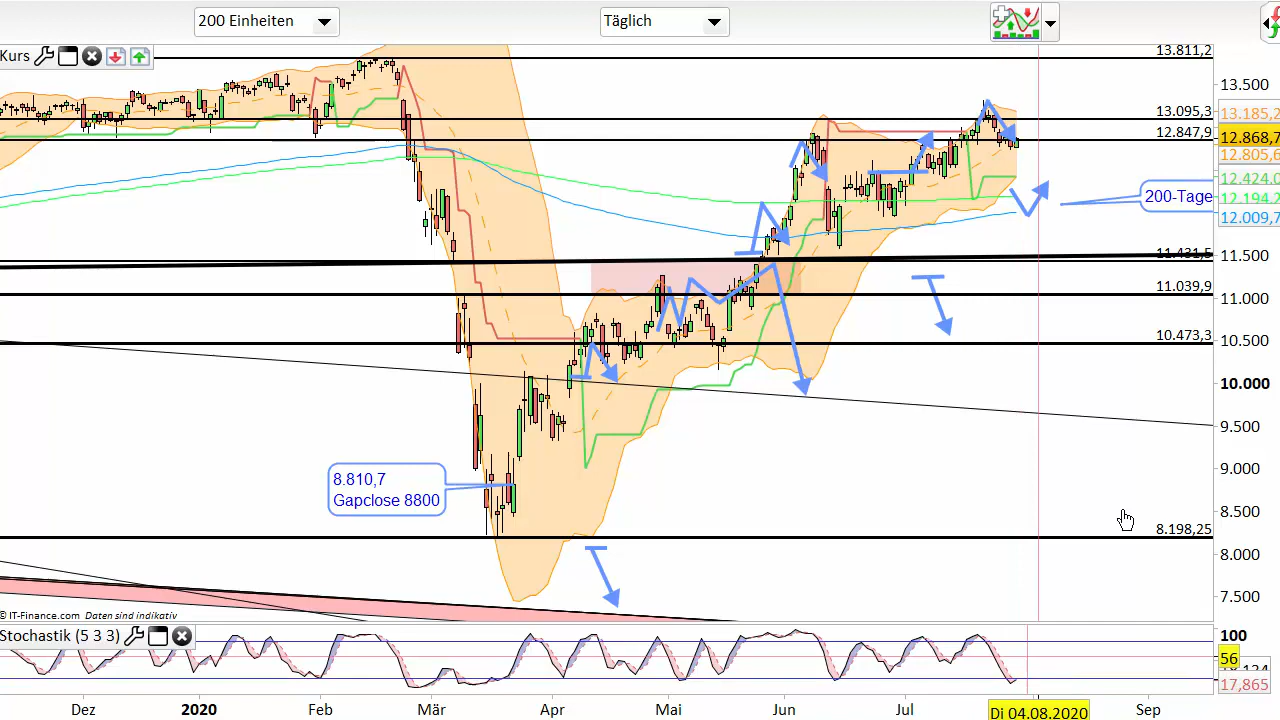 200 Einheiten
Täglich
Kurs
13.811,2
13.500
13.095,3
13.185,2
12.847,9
12.868,7
12.805,6
12.424,0
200-Tage
12.194,2
12.009,7
11.431,5
11.500
11.039,9
11.000
10.473,3
10.500
10.000
9.500
9.000
8.810,7
Gapclose 8800
8.500
8.198,25
8.000
7.500
© IT-Finance.com Daten sind indikativ
Stochastik (5 3 3)
100
56
17,865
Dez
2020
Feb
Mär
Apr
Mai
Jun
Jul
Di 04.08.2020
Sep